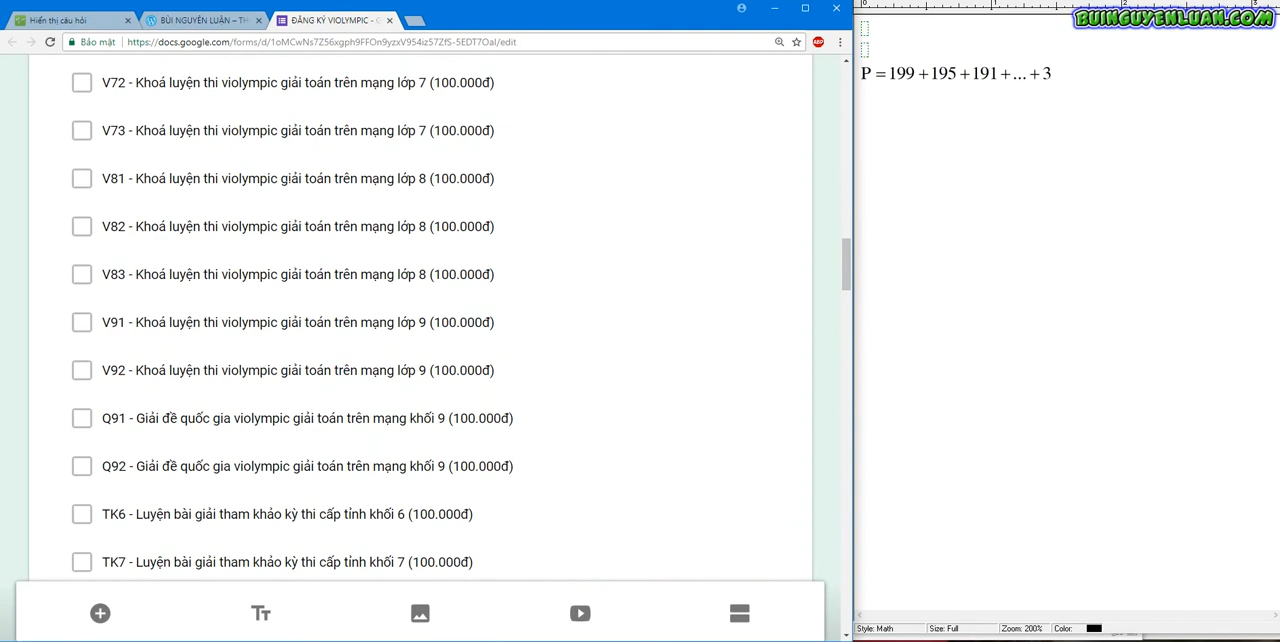 Hiển thị câu hỏi
BÙI NGUYÊN LUẬN – TH
ĐĂNG KÝ VIOLYMPIC -
Bảo mật
https://docs.google.com/forms/d/1oMCwNs7Z56xgph9FFOn9yzxV954iz57ZfS-5EDT7OaI/edit
ABP
V72 - Khoá luyện thi violympic giải toán trên mạng lớp 7 (100.000đ)
V73 - Khoá luyện thi violympic giải toán trên mạng lớp 7 (100.000đ)
V81 - Khoá luyện thi violympic giải toán trên mạng lớp 8 (100.000đ)
V82 - Khoá luyện thi violympic giải toán trên mạng lớp 8 (100.000đ)
V83 - Khoá luyện thi violympic giải toán trên mạng lớp 8 (100.000đ)
V91 - Khoá luyện thi violympic giải toán trên mạng lớp 9 (100.000đ)
V92 - Khoá luyện thi violympic giải toán trên mạng lớp 9 (100.000đ)
Q91 - Giải đề quốc gia violympic giải toán trên mạng khối 9 (100.000đ)
Q92 - Giải đề quốc gia violympic giải toán trên mạng khối 9 (100.000đ)
TK6 - Luyện bài giải tham khảo kỳ thi cấp tỉnh khối 6 (100.000đ)
TK7 - Luyện bài giải tham khảo kỳ thi cấp tỉnh khối 7 (100.000đ)
Tт
0 1 2 3
BUINGUYENLUAN.COM
P = 199 + 195 + 191 + ... + 3
Style: Math Size: Full Zoom: 200% Color: